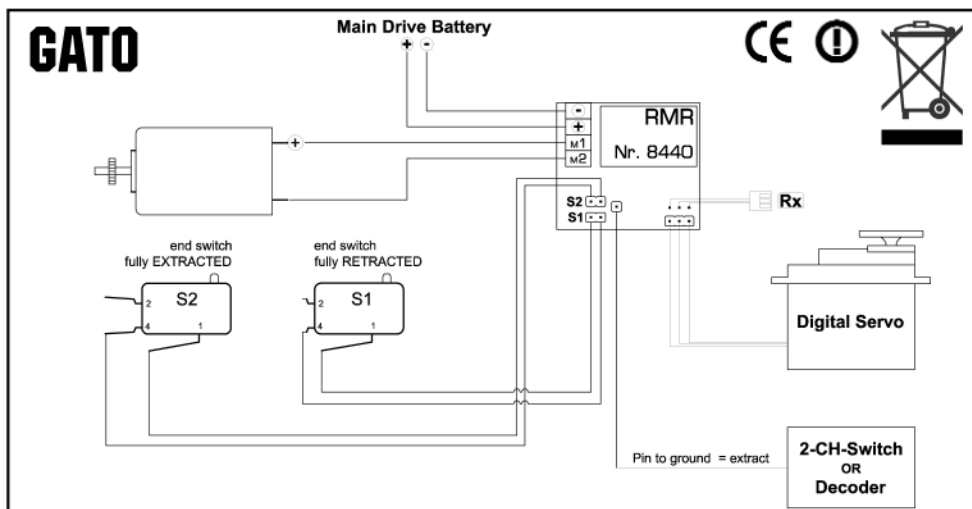 GATO
Main Drive Battery
+ -
-
+
M1
M2
RMR
Nr. 8440
+
S2
S1
Rx
end switch
fully EXTRACTED
end switch
fully RETRACTED
S2
2
4
1
S1
2
4
1
Digital Servo
Pin to ground = extract
2-CH-Switch
OR
Decoder
CE